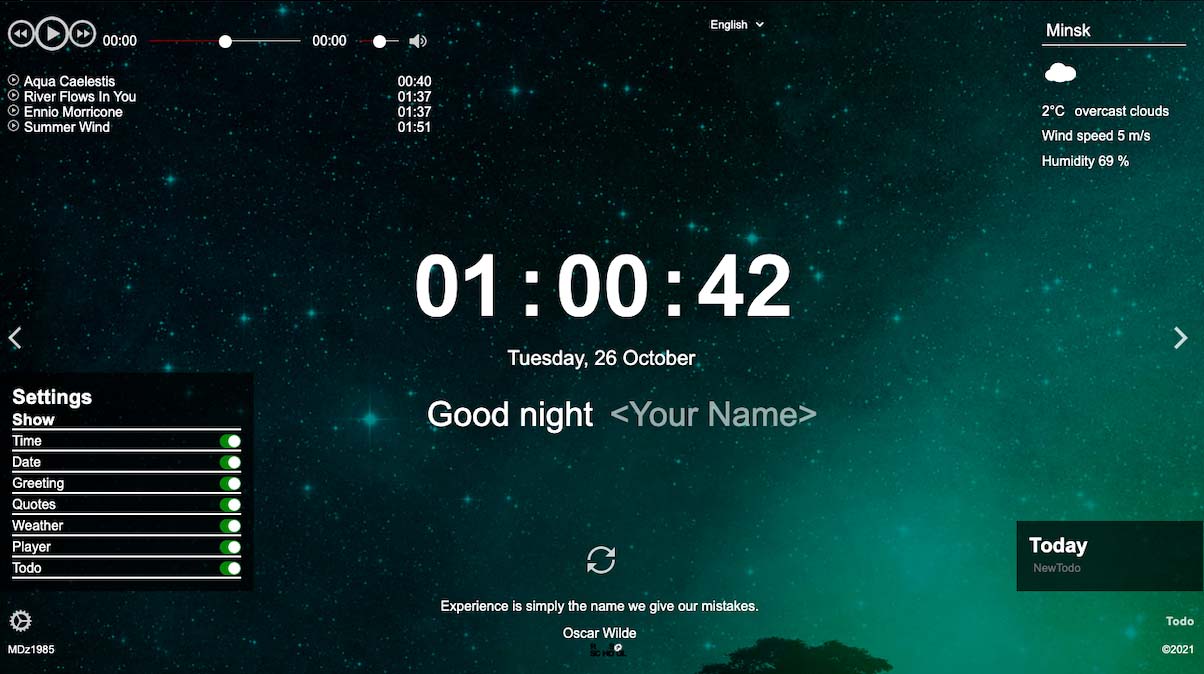 00:00 00:00
English
Minsk
Aqua Caelestis 00:40
River Flows In You 01:37
Ennio Morricone 01:37
Summer Wind 01:51
2°C overcast clouds
Wind speed 5 m/s
Humidity 69 %
01:00:42
Tuesday, 26 October
Good night <Your Name>
Settings
Show
Time
Date
Greeting
Quotes
Weather
Player
Todo
Today
NewTodo
Experience is simply the name we give our mistakes.
Oscar Wilde
Todo
MDz1985
©2021